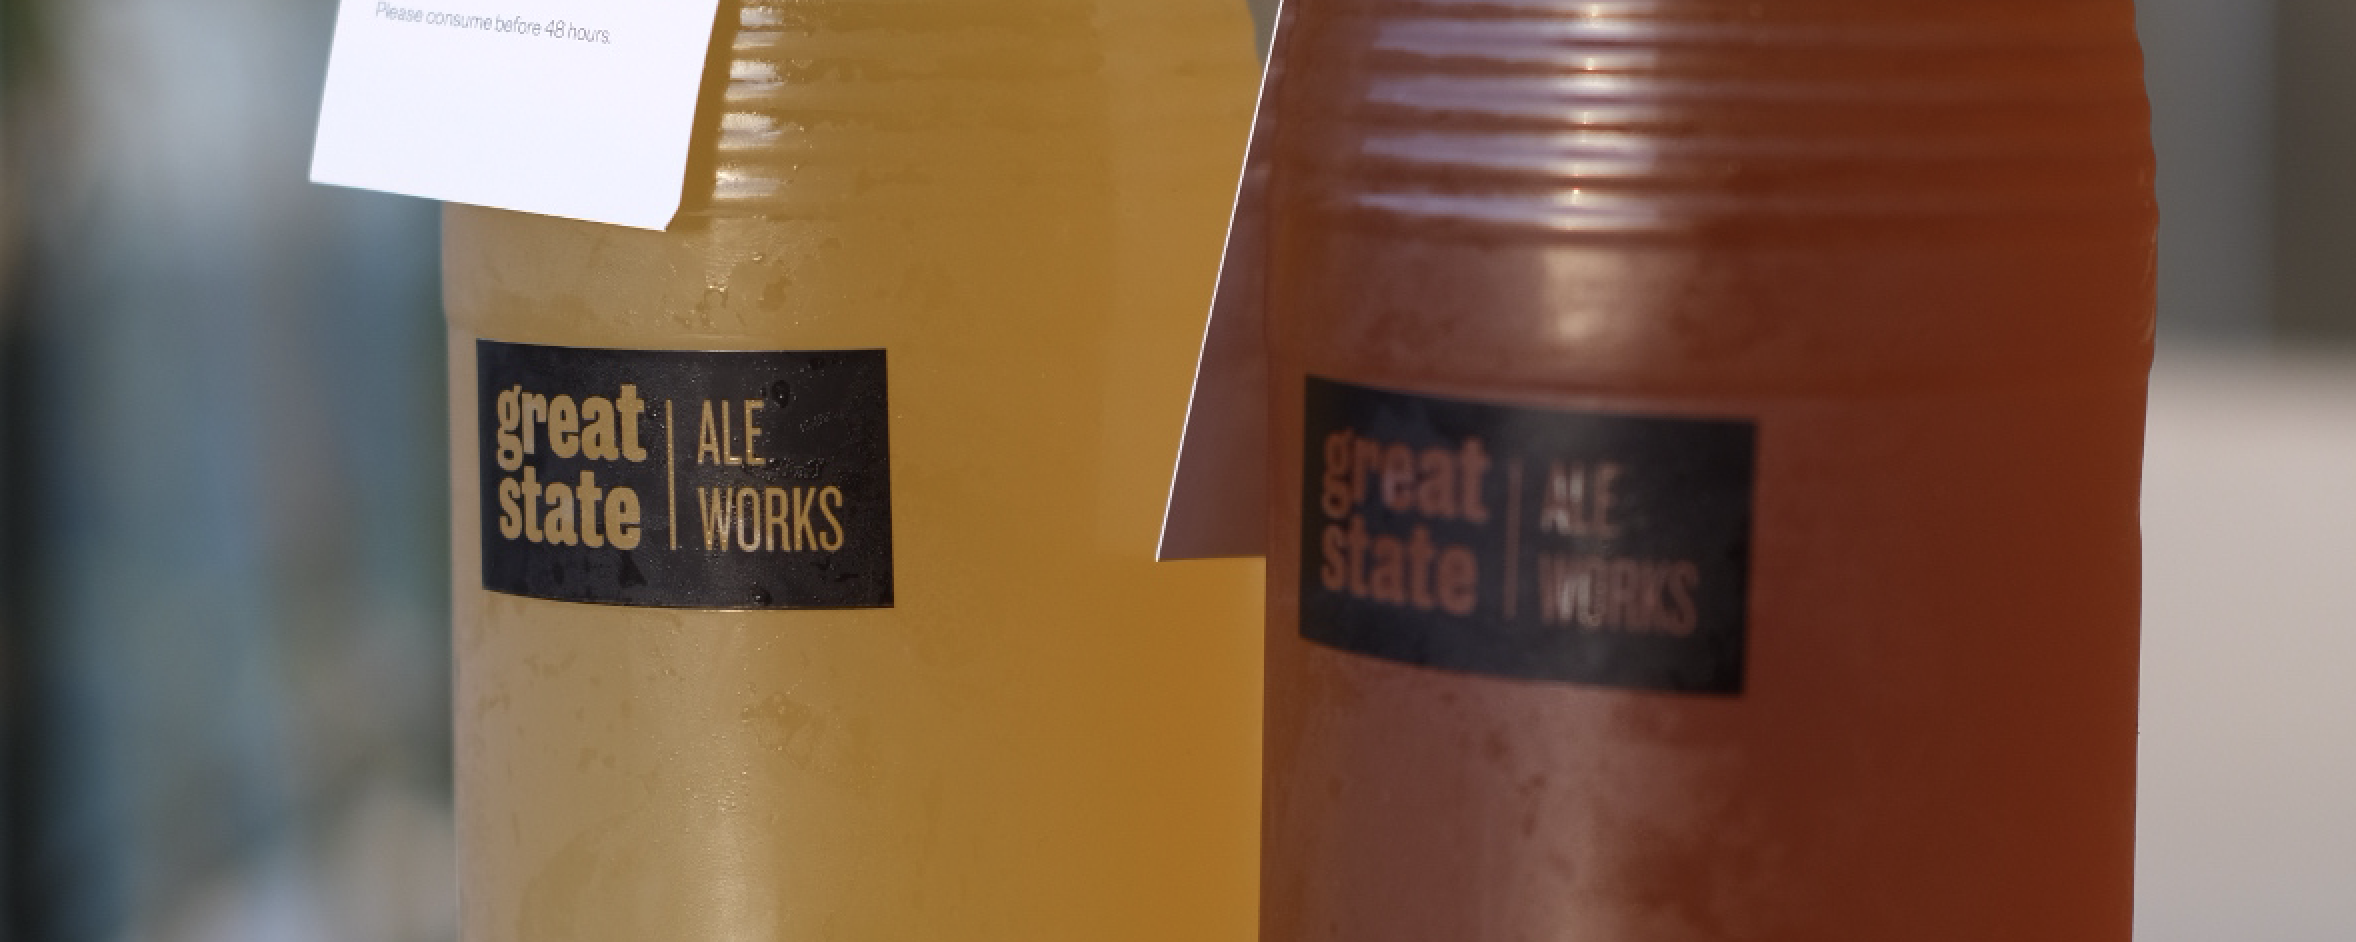 Please consume before 48 hours.
great
state
ALE
WORKS
great
state
ALE
WORKS